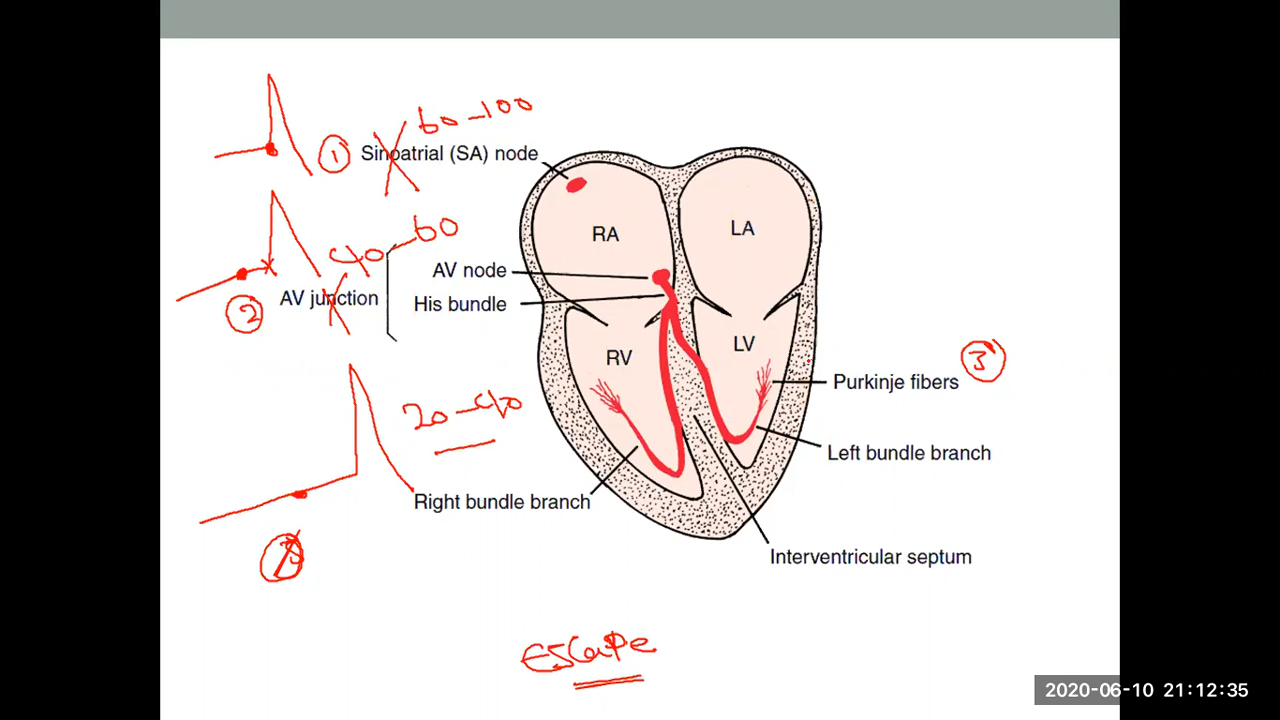 60-100
1
Sinoatrial (SA) node
RA
LA
40-60
AV node
2
AV junction
His bundle
RV
LV
3
Purkinje fibers
20-40
Left bundle branch
Right bundle branch
Interventricular septum
Escape
2020-06-10 21:12:35